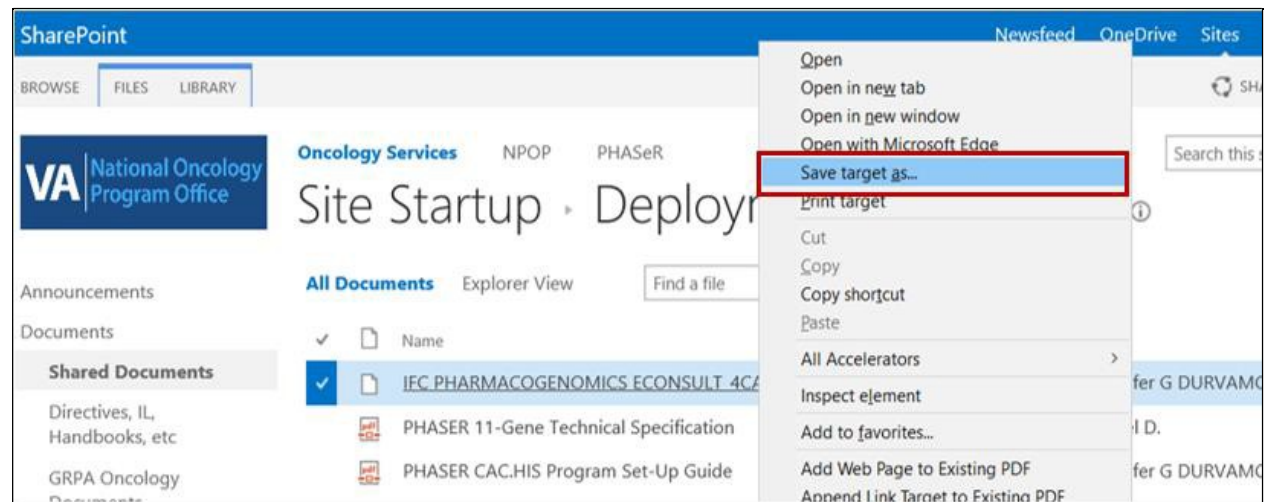 SharePoint
Newsfeed OneDrive Sites
BROWSE FILES LIBRARY
VA National Oncology
Program Office
Oncology Services NPOP PHASeR
Search this
Site Startup
All Documents Explorer View Find a file
Name
IFC PHARMACOGENOMICS ECONSULT
fer G
PHASER 11-Gene Technical Specification
D.
PHASER CAC.HIS Program Set-Up Guide
fer G
Announcements
Documents
Shared Documents
Directives, IL,
Handbooks, etc
GRPA Oncology
Documents
Open
Open in new tab
Open in new window
Open with Microsoft Edge
Save target as...
Print target
Cut
Copy
Copy shortcut
Paste
All Accelerators
Inspect element
Add to favorites...
Add Web Page to Existing PDF
Append Link Target to Existing PDF